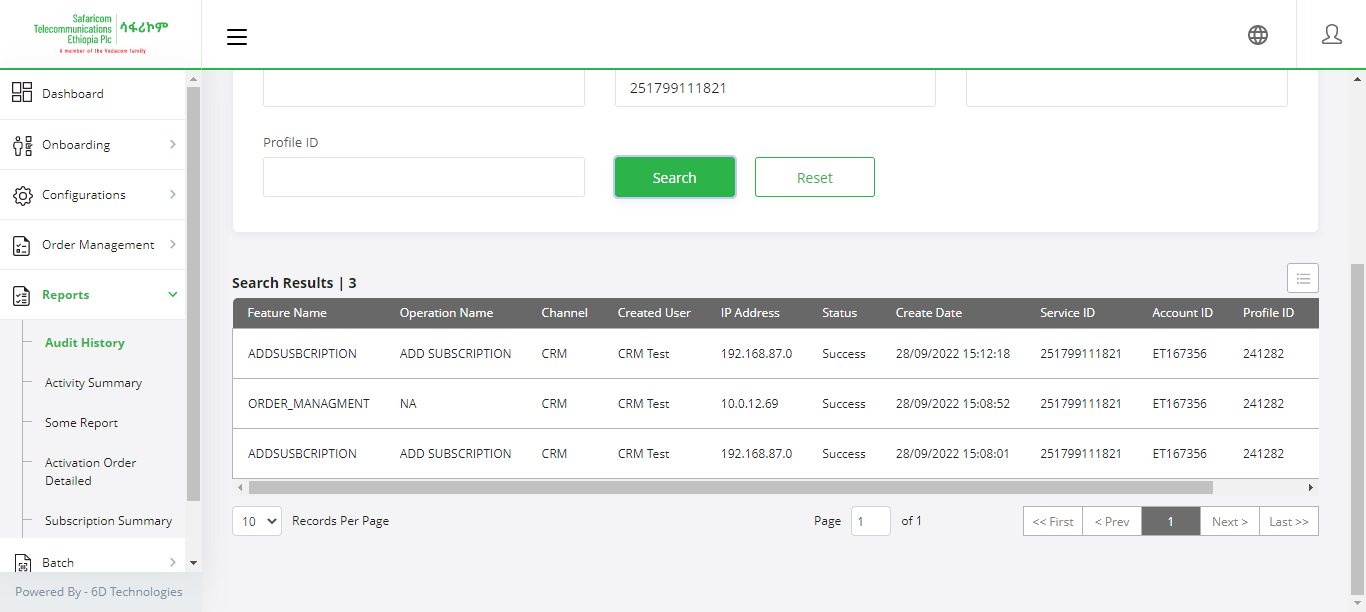 Safaricom
Telecommunications
Ethiopia Plc
ሳፋሪኮም
A member of the Vodacom family
251799111821
Dashboard
Onboarding
Configurations
Order Management
Reports
Audit History
Activity Summary
Some Report
Activation Order
Detailed
Subscription Summary
Batch
Powered By - 6D Technologies
Profile ID
Search
Reset
Search Results | 3
Feature Name Operation Name Channel Created User IP Address Status Create Date Service ID Account ID Profile ID
ADDSUSBCRIPTION ADD SUBSCRIPTION CRM CRM Test 192.168.87.0 Success 28/09/2022 15:12:18 251799111821 ET167356 241282
ORDER_MANAGMENT NA CRM CRM Test 10.0.12.69 Success 28/09/2022 15:08:52 251799111821 ET167356 241282
ADDSUSBCRIPTION ADD SUBSCRIPTION CRM CRM Test 192.168.87.0 Success 28/09/2022 15:08:01 251799111821 ET167356 241282
10 Records Per Page Page 1 of 1 << First < Prev 1 Next > Last >>